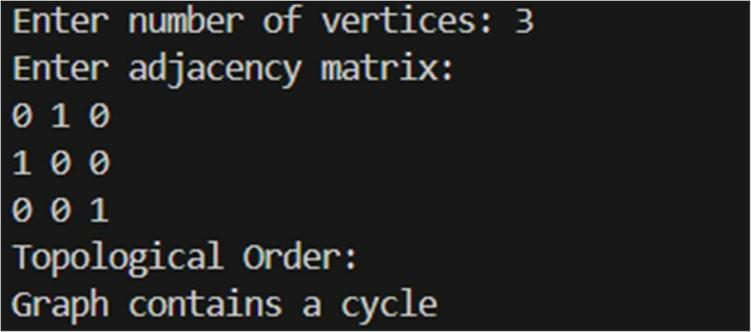 Enter number of vertices: 3
Enter adjacency matrix:
0 1 0
1 0 0
0 0 1
Topological Order:
Graph contains a cycle